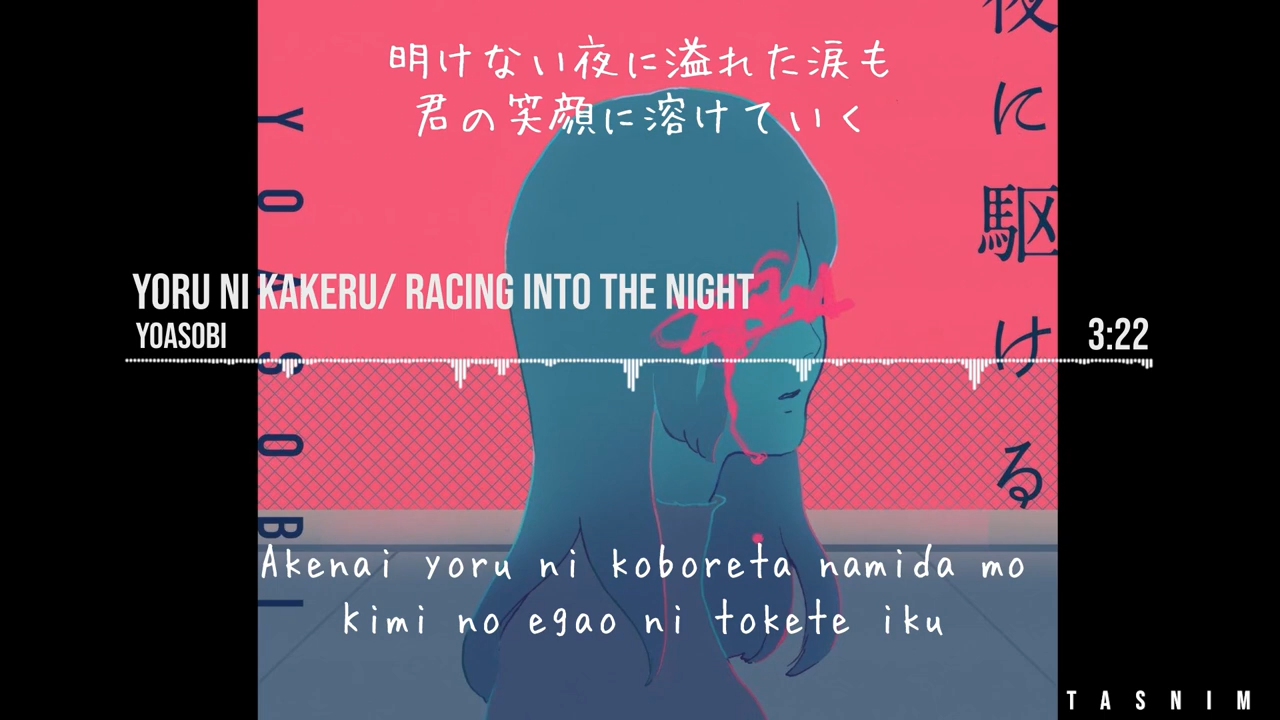 明けない夜に溢れた涙も
君の笑顔に溶けていく
夜に駆ける
YOASOBI
YORU NI KAKERU/ RACING INTO THE NIGHT
YOASOBI
3:22
Akenai yoru ni koboreta namida mo
kimi no egao ni tokete iku
TASNIM